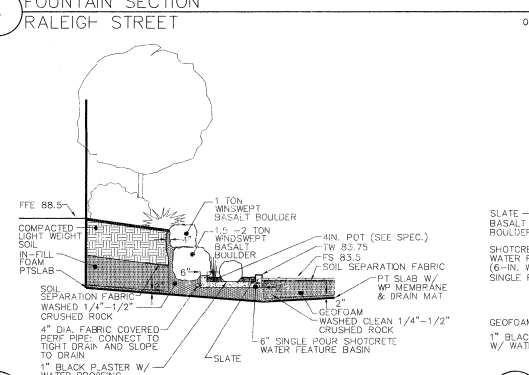 FOUNTAIN SECTION
RALEIGH STREET
FFE 88.5
COMPACTED
LIGHT WEIGHT
SOIL
IN-FILL
FOAM
PTSLAB
SOIL
SEPARATION FABRIC
WASHED 1/4"-1/2"
CRUSHED ROCK
4" DIA. FABRIC COVERED
PERF PIPE: CONNECT TO
TIGHT DRAIN AND SLOPE
TO DRAIN
1" BLACK PLASTER W/
WATER PROOFING
4"
6"
1 TON
WINSWEPT
BASALT BOULDER
1.5 -2 TON
WINDSWEPT
BASALT
BOULDER
4IN. POT (SEE SPEC.)
TW 83.75
FS 83.5
SOIL SEPARATION FABRIC
PT SLAB W/
WP MEMBRANE
& DRAIN MAT
2"
GEOFOAM
WASHED CLEAN 1/4"-1/2"
CRUSHED ROCK
6" SINGLE POUR SHOTCRETE
WATER FEATURE BASIN
SLATE
SLATE
BASALT
BOULDER
SHOTCRE
WATER F
(6-IN. W
SINGLE P
GEOFOAM
1" BLAC
W/ WAT